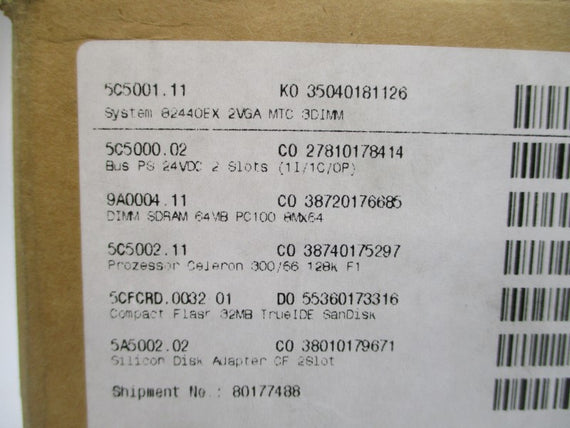 5C5001.11 K0 35040181126
System 82440EX 2VGA MTC 3DIMM
5C5000.02 C0 27810178414
Bus PS 24VDC 2 Slots (1I/1C/0P)
9A0004.11 C0 38720176685
DIMM SDRAM 64MB PC100 8Mx64
5C5002.11 C0 38740175297
Prozessor Celeron 300/66 128k F1
5CFCRD.0032 01 D0 55360173316
Compact Flasr 32MB TrueIDE SanDisk
5A5002.02 C0 38010179671
Silicon Disk Adapter CF 2Slot
Shipment No.: 80177488